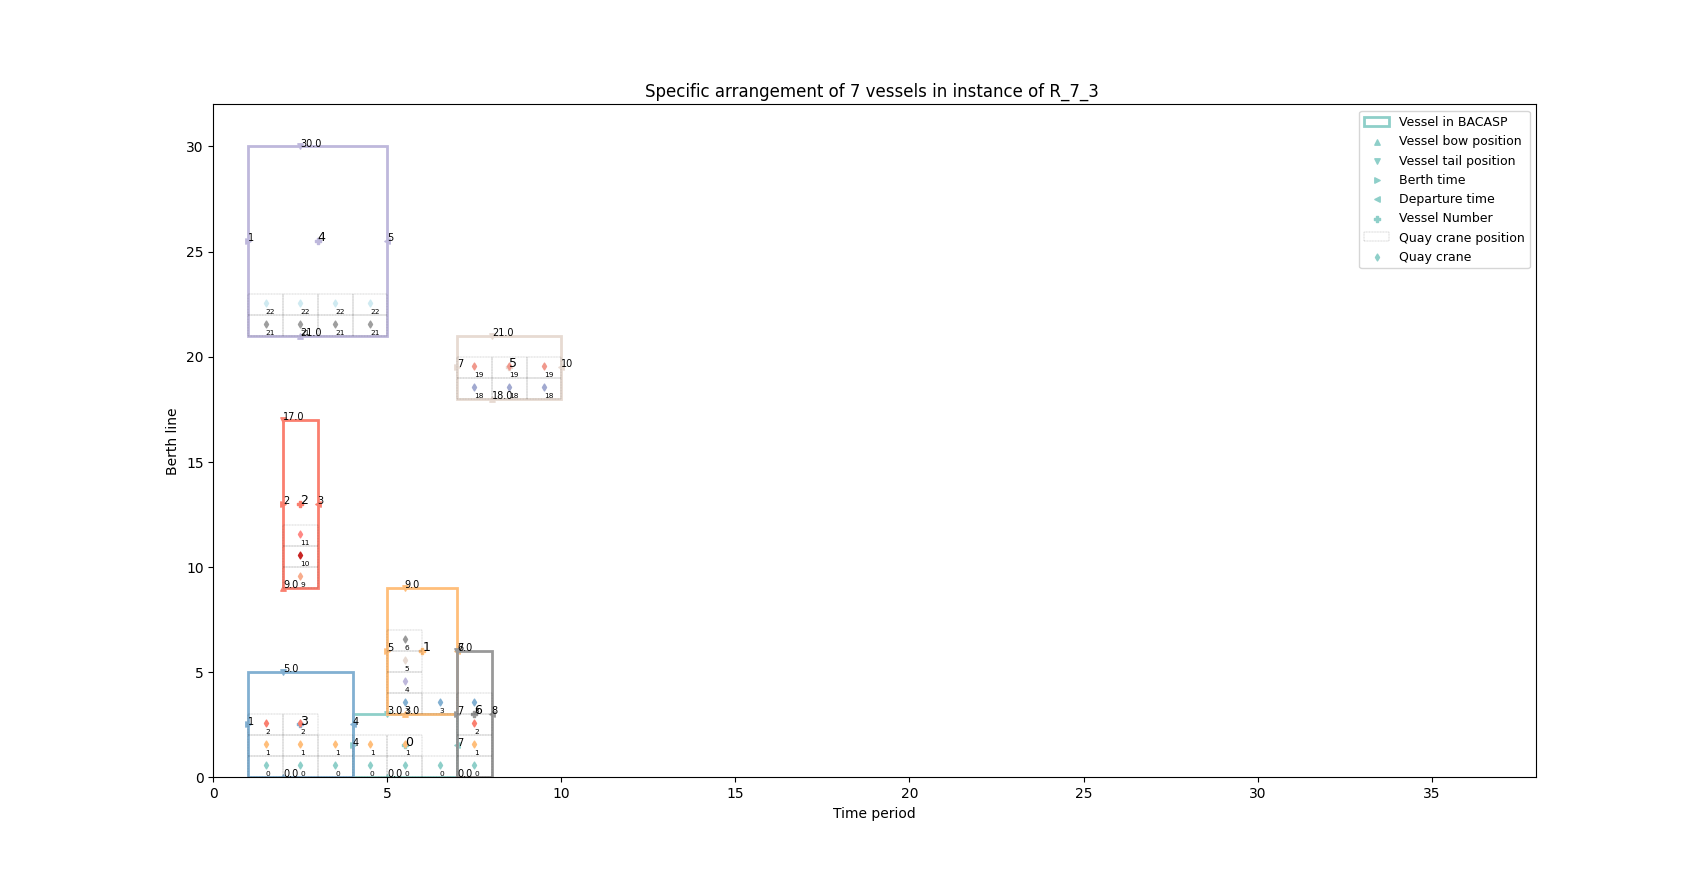 Specific arrangement of 7 vessels in instance of R_7_3
Vessel in BACASP
Vessel bow position
Vessel tail position
Berth time
Departure time
Vessel Number
Quay crane position
Quay crane
Berth line
30
25
20
15
10
5
0
30.0
1 4 5
22 22 22 22
21 21 21
21.0
21.0
7 5 10
19 19 19
18 18 18
18.0
17.0
2 2 3
11
10
9.0 9
9.0
5 1
6
5
4
3 3
3.0 3.0
6.0
7 6 8
2
1
0
5.0
1 3 4
2 2
1 1 1
0 0 0
0.0
4 0 7
1 1
0 0 0
0.0 0.0
0 5 10 15 20 25 30 35
Time period